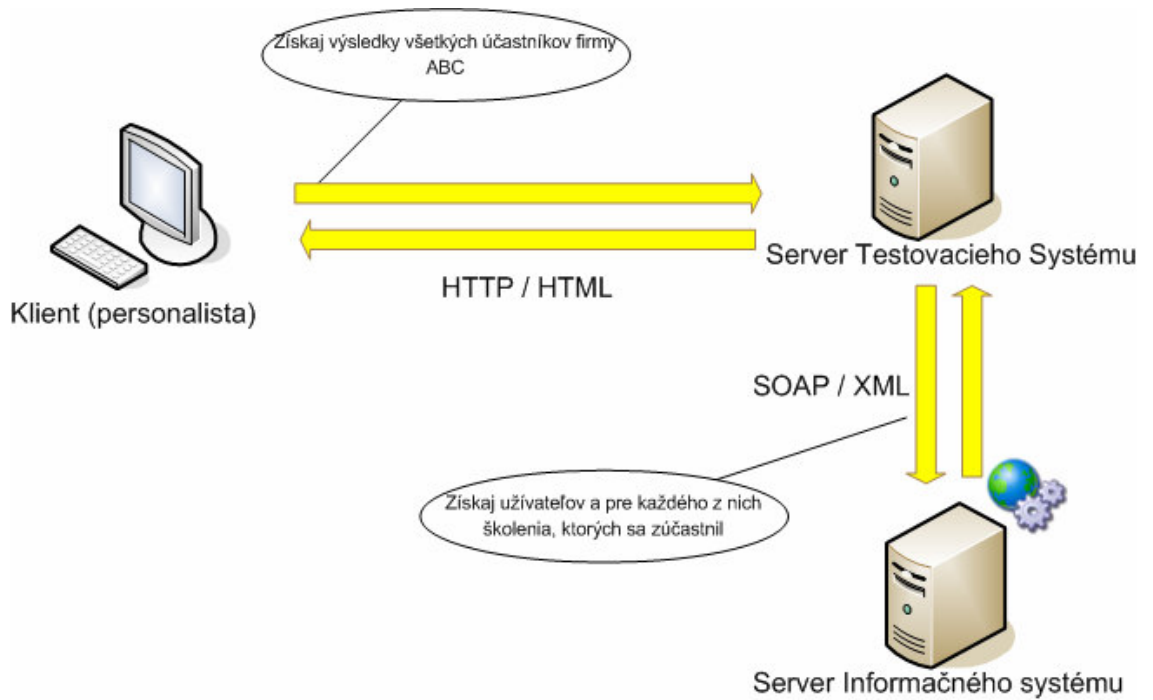 Získaj výsledky všetkých účastníkov firmy
ABC
Server Testovacieho Systému
HTTP / HTML
Klient (personalista)
SOAP / XML
Získaj užívateľov a pre každého z nich
školenia, ktorých sa zúčastnil
Server Informačného systému